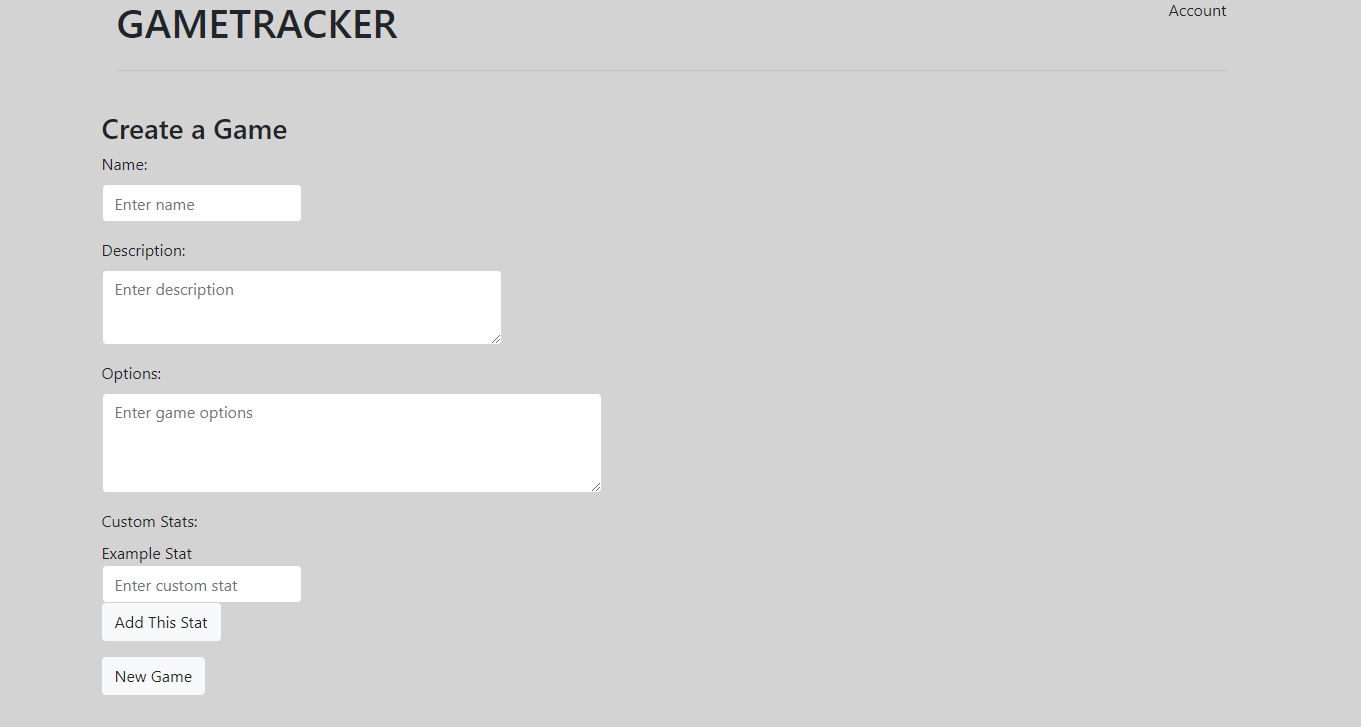 GAMETRACKER
Account
Create a Game
Name:
Enter name
Description:
Enter description
Options:
Enter game options
Custom Stats:
Example Stat
Enter custom stat
Add This Stat
New Game